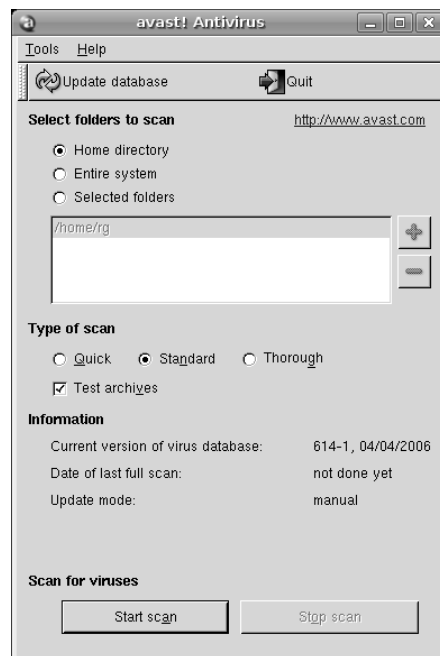 avast! Antivirus
Tools Help
Update database Quit
Select folders to scan http://www.avast.com
Home directory
Entire system
Selected folders
/home/rg
Type of scan
Quick Standard Thorough
Test archives
Information
Current version of virus database: 614-1, 04/04/2006
Date of last full scan: not done yet
Update mode: manual
Scan for viruses
Start scan Stop scan